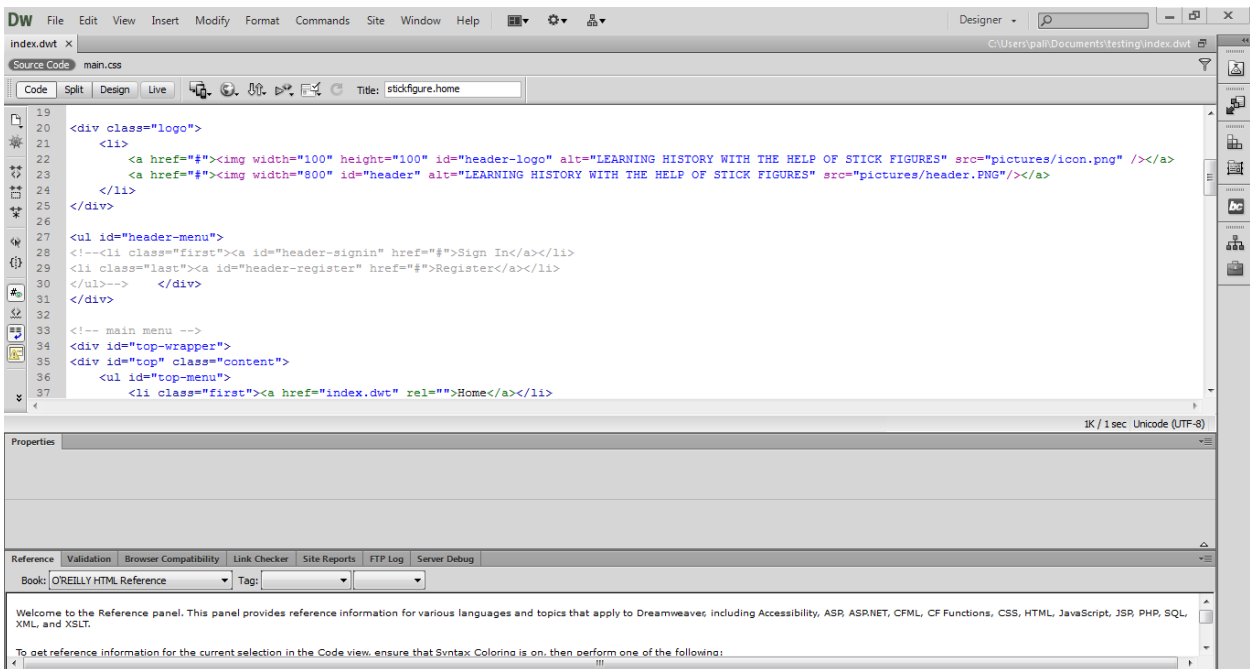 DW File Edit View Insert Modify Format Commands Site Window Help Designer
index.dwt × C:\Users\pali\Documents\testing\index.dwt
Source Code main.css
Code Split Design Live Title: stickfigure.home
19
20 <div class="logo">
21 <li>
22 <a href="#"><img width="100" height="100" id="header-logo" alt="LEARNING HISTORY WITH THE HELP OF STICK FIGURES" src="pictures/icon.png" /></a>
23 <a href="#"><img width="800" id="header" alt="LEARNING HISTORY WITH THE HELP OF STICK FIGURES" src="pictures/header.PNG"/></a>
24 </li>
25 </div>
26
27 <ul id="header-menu">
28 <!--<li class="first"><a id="header-signin" href="#">Sign In</a></li>
29 <li class="last"><a id="header-register" href="#">Register</a></li>
30 </ul>--> </div>
31 </div>
32
33 <!-- main menu -->
34 <div id="top-wrapper">
35 <div id="top" class="content">
36 <ul id="top-menu">
37 <li class="first"><a href="index.dwt" rel="">Home</a></li>
1K / 1 sec Unicode (UTF-8)
Properties
Reference Validation Browser Compatibility Link Checker Site Reports FTP Log Server Debug
Book: O'REILLY HTML Reference Tag:
Welcome to the Reference panel. This panel provides reference information for various languages and topics that apply to Dreamweaver, including Accessibility, ASP, ASP.NET, CFML, CF Functions, CSS, HTML, JavaScript, JSP, PHP, SQL,
XML, and XSLT.
To get reference information for the current selection in the Code view, ensure that Syntax Coloring is on, then perform one of the following: